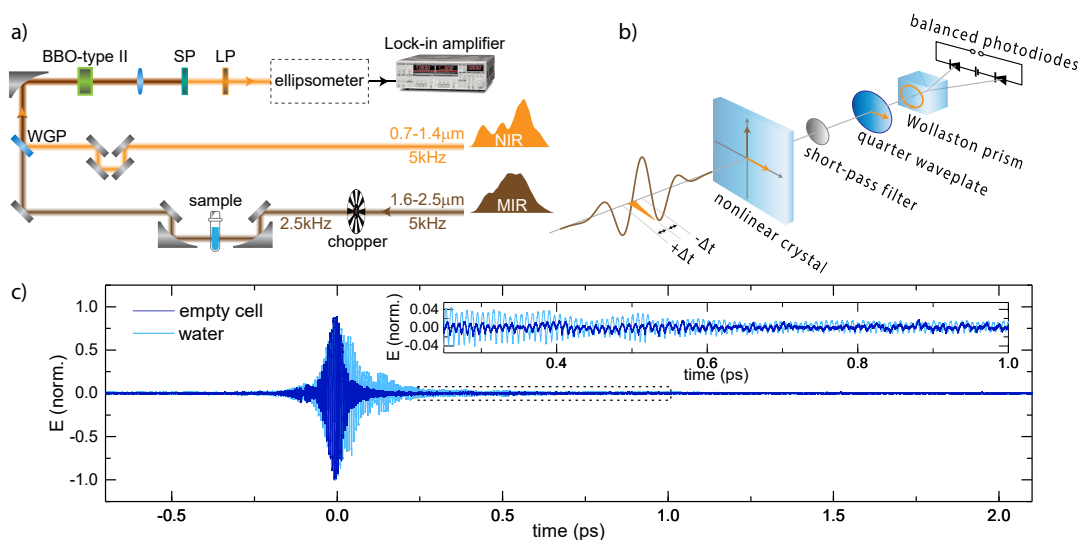 a)
BBO-type II
SP
LP
Lock-in amplifier
ellipsometer
WGP
0.7-1.4μm
5kHz
NIR
sample
1.6-2.5μm
2.5kHz
5kHz
MIR
chopper
b)
balanced photodiodes
Wollaston prism
quarter waveplate
short-pass filter
nonlinear crystal
-Δt
+Δt
c)
empty cell
water
E (norm.)
1.0
0.5
0.0
-0.5
-1.0
-0.5
0.0
0.5
1.0
1.5
2.0
time (ps)
E (norm.)
0.04
0.00
-0.04
0.4
0.6
0.8
1.0
time (ps)